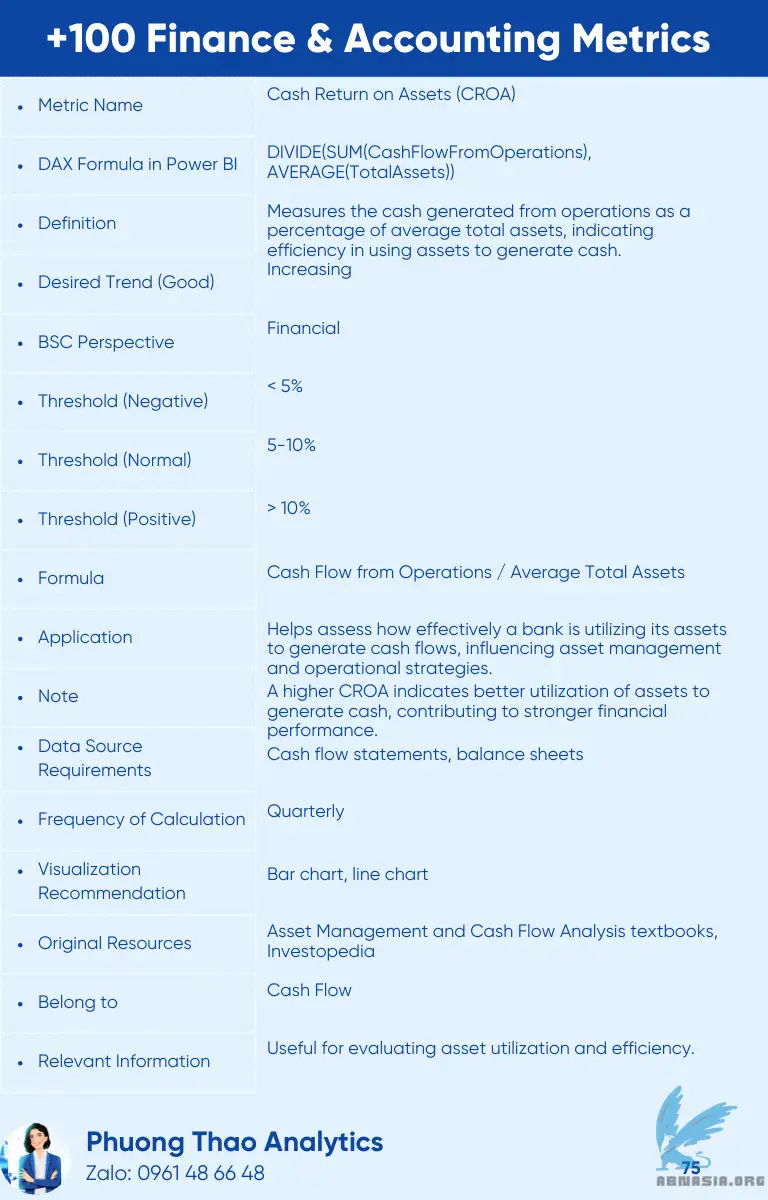 +100 Finance & Accounting Metrics
• Metric Name
Cash Return on Assets (CROA)
• DAX Formula in Power BI
DIVIDE(SUM(CashFlowFromOperations),
AVERAGE(TotalAssets))
• Definition
Measures the cash generated from operations as a
percentage of average total assets, indicating
efficiency in using assets to generate cash.
• Desired Trend (Good)
Increasing
• BSC Perspective
Financial
• Threshold (Negative)
< 5%
• Threshold (Normal)
5-10%
• Threshold (Positive)
> 10%
• Formula
Cash Flow from Operations / Average Total Assets
• Application
Helps assess how effectively a bank is utilizing its assets
to generate cash flows, influencing asset management
and operational strategies.
• Note
A higher CROA indicates better utilization of assets to
generate cash, contributing to stronger financial
performance.
• Data Source
Requirements
Cash flow statements, balance sheets
• Frequency of Calculation
Quarterly
• Visualization
Recommendation
Bar chart, line chart
• Original Resources
Asset Management and Cash Flow Analysis textbooks,
Investopedia
• Belong to
Cash Flow
• Relevant Information
Useful for evaluating asset utilization and efficiency.
Phuong Thao Analytics
Zalo: 0961 48 66 48
75
ABNASIA.ORG